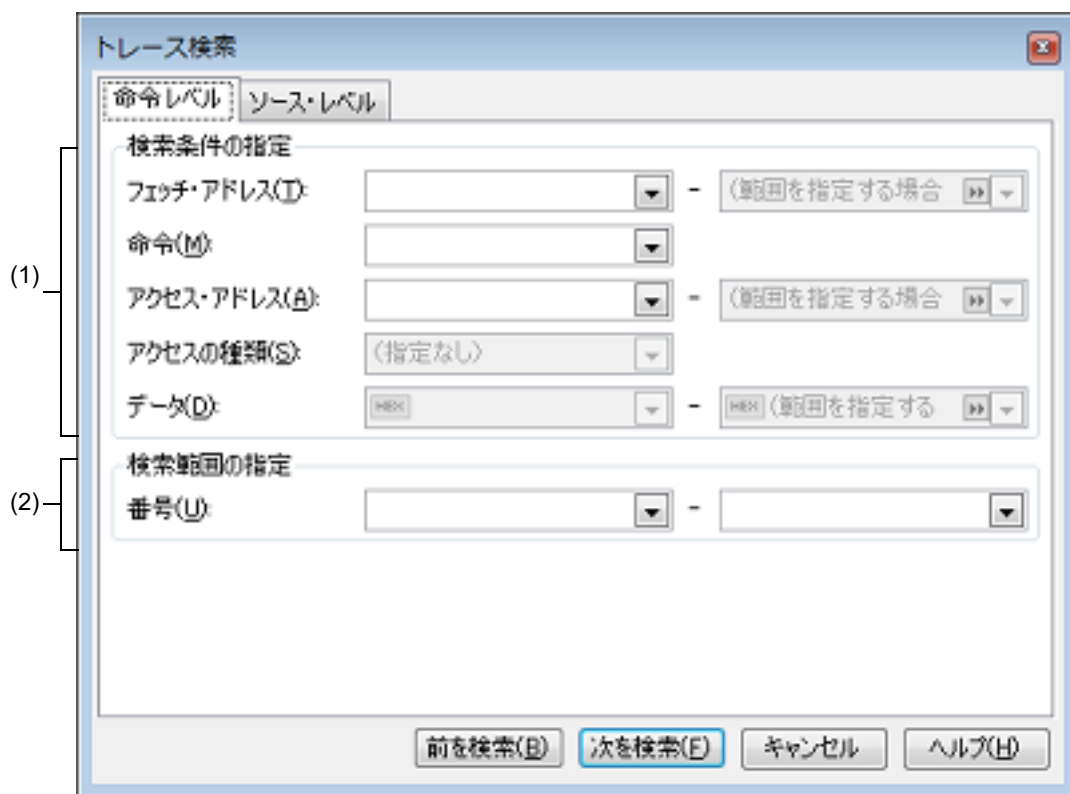 トレース検索
命令レベル ソース・レベル
(1)
検索条件の指定
フェッチ・アドレス(T): - (範囲を指定する場合
命令(M):
アクセス・アドレス(A): - (範囲を指定する場合
アクセスの種類(S): (指定なし)
データ(D): HEX - HEX (範囲を指定する
(2)
検索範囲の指定
番号(U): -
前を検索(B) 次を検索(F) キャンセル ヘルプ(H)